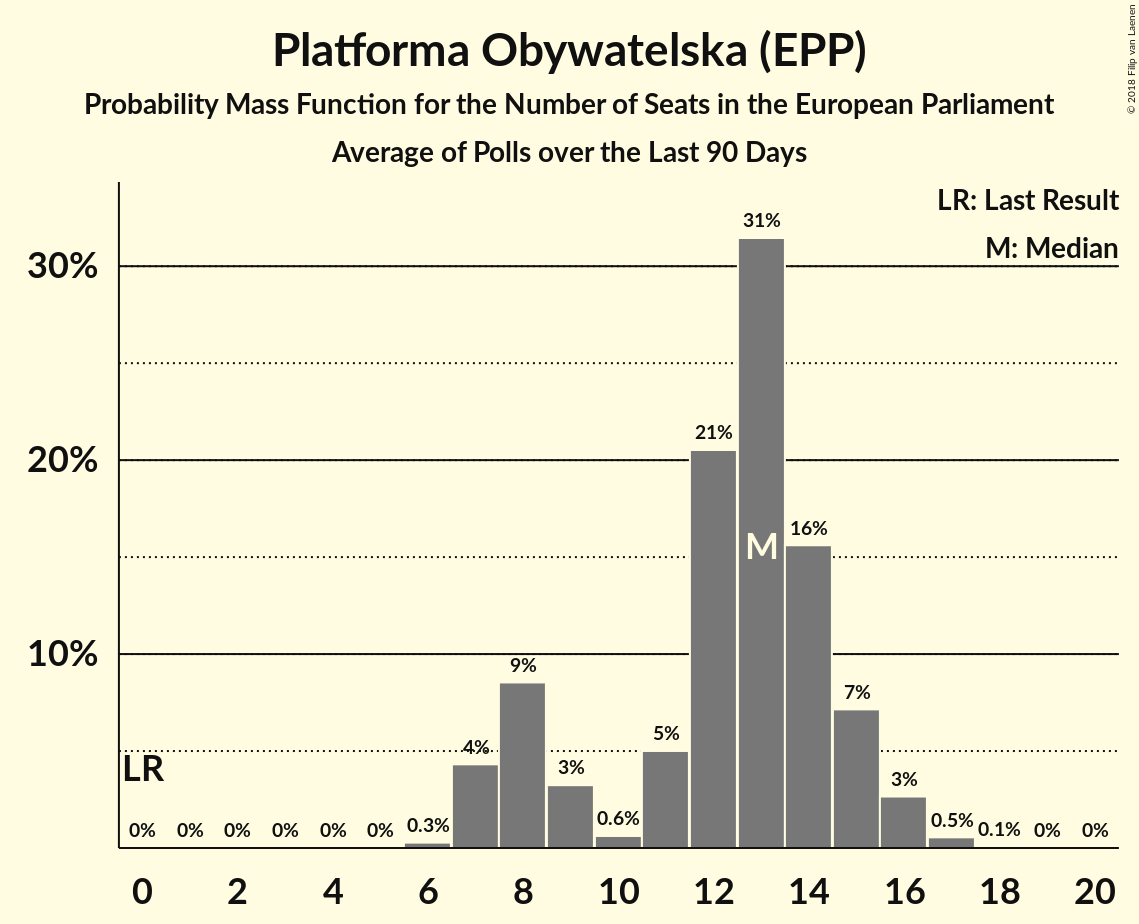 © 2018 Filip van Laenen
Platforma Obywatelska (EPP)
Probability Mass Function for the Number of Seats in the European Parliament
Average of Polls over the Last 90 Days
LR: Last Result
M: Median
30%
20%
10%
31%
21%
M
16%
9%
7%
5%
4%
LR
3%
3%
0% 0% 0% 0% 0% 0% 0.3% 0.6% 0.5% 0.1% 0% 0%
0 2 4 6 8 10 12 14 16 18 20